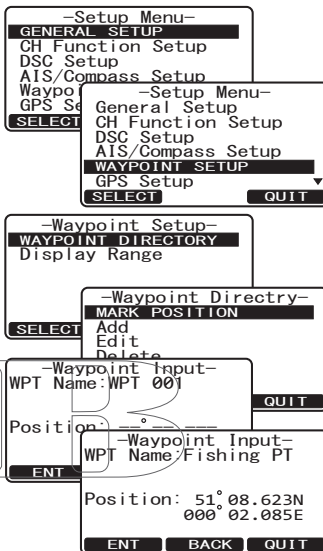 –Setup Menu–
GENERAL SETUP
CH Function Setup
DSC Setup
AIS/Compass Setup
SELECT
–Setup Menu–
General Setup
CH Function Setup
DSC Setup
AIS/Compass Setup
WAYPOINT SETUP
GPS Setup ▼
SELECT QUIT
–Waypoint Setup–
WAYPOINT DIRECTORY
Display Range
SELECT
–Waypoint Directry–
MARK POSITION
Add
Edit
Delete
QUIT
–Waypoint Input–
WPT Name:WPT 001
Position: ––°–– –––
ENT
–Waypoint Input–
WPT Name:Fishing PT
Position: 51°08.623N
000°02.085E
ENT BACK QUIT